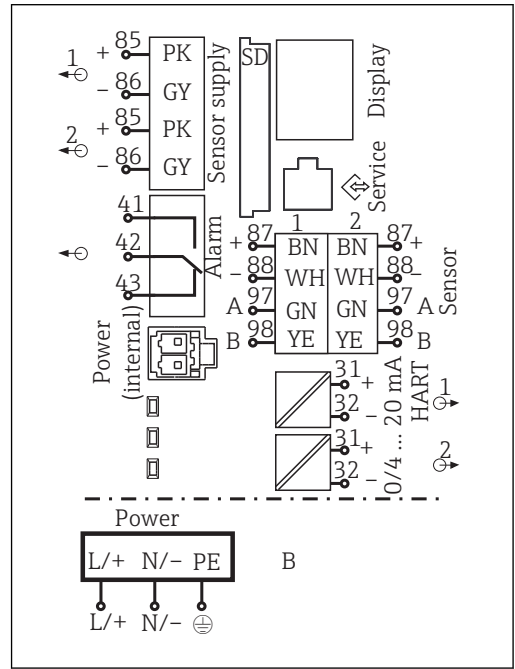 1 + 85 PK
– 86 GY
2 + 85 PK
– 86 GY
Sensor supply
SD
Display
Service
41
42
43
Alarm
Power
(internal)
1 2
+ 87 BN BN 87 +
– 88 WH WH 88 –
A 97 GN GN 97 A
B 98 YE YE 98 B
Sensor
31 +
32 –
31 +
32 –
0/4 ... 20 mA
HART
1
2
Power
L/+ N/– PE
B
L/+ N/–